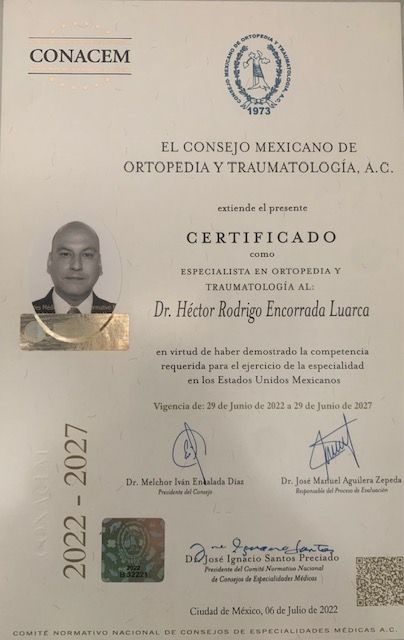 CONACEM
CONSEJO MEXICANO DE ORTOPEDIA Y TRAUMATOLOGÍA, A.C.
1973
EL CONSEJO MEXICANO DE
ORTOPEDIA Y TRAUMATOLOGÍA, A.C.
extiende el presente
CERTIFICADO
como
ESPECIALISTA EN ORTOPEDIA Y
TRAUMATOLOGÍA AL:
Dr. Héctor Rodrigo Encorrada Luarca
en virtud de haber demostrado la competencia
requerida para el ejercicio de la especialidad
en los Estados Unidos Mexicanos
Vigencia de: 29 de Junio de 2022 a 29 de Junio de 2027
CONACEM
2022 - 2027
Dr. Melchor Iván Encalada Díaz
Presidente del Consejo
Dr. José Manuel Aguilera Zepeda
Responsable del Proceso de Evaluación
2022
Dr. José Ignacio Santos Preciado
Presidente del Comité Normativo Nacional
de Consejos de Especialidades Médicas
Ciudad de México, 06 de Julio de 2022
COMITÉ NORMATIVO NACIONAL DE CONSEJOS DE ESPECIALIDADES MÉDICAS A.C.